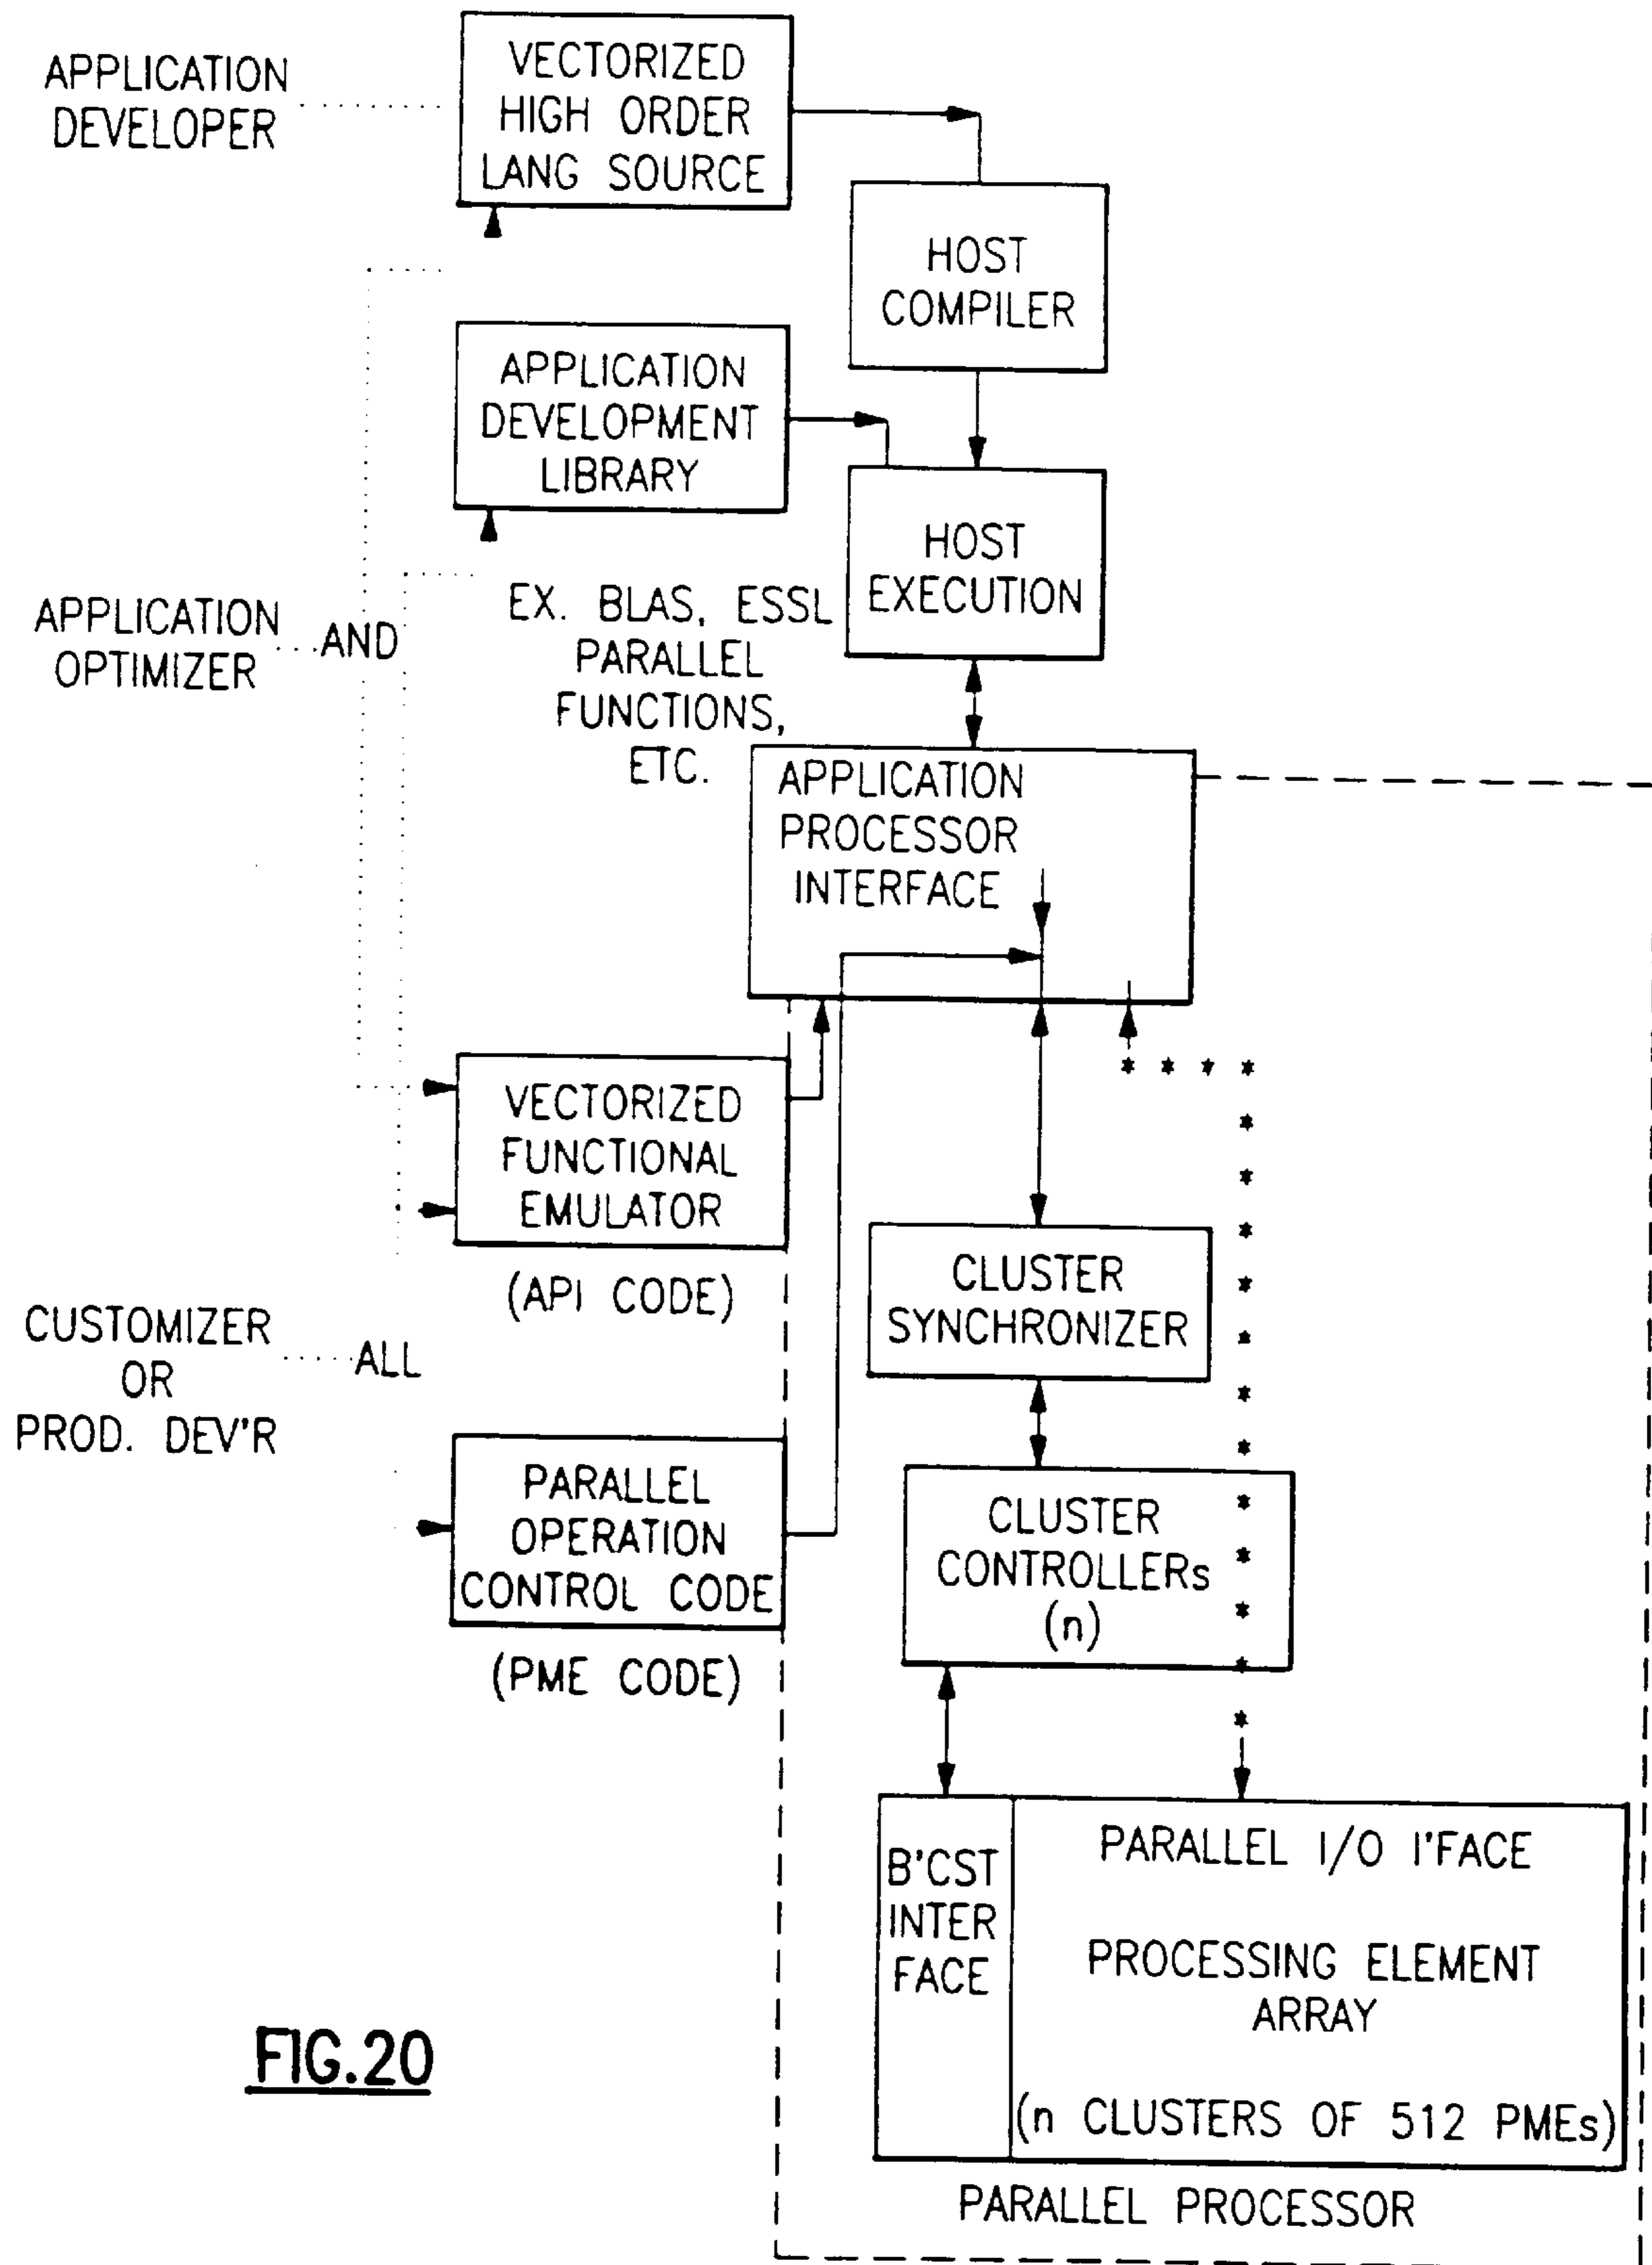 APPLICATION
DEVELOPER
VECTORIZED
HIGH ORDER
LANG SOURCE
HOST
COMPILER
APPLICATION
DEVELOPMENT
LIBRARY
HOST
EXECUTION
APPLICATION
OPTIMIZER
AND
EX. BLAS, ESSL
PARALLEL
FUNCTIONS,
ETC.
APPLICATION
PROCESSOR
INTERFACE
VECTORIZED
FUNCTIONAL
EMULATOR
(API CODE)
CLUSTER
SYNCHRONIZER
CUSTOMIZER
OR
PROD. DEV'R
ALL
PARALLEL
OPERATION
CONTROL CODE
(PME CODE)
CLUSTER
CONTROLLERs
(n)
B'CST
INTER
FACE
PARALLEL I/O I'FACE
PROCESSING ELEMENT
ARRAY
(n CLUSTERS OF 512 PMEs)
PARALLEL PROCESSOR
FIG.20